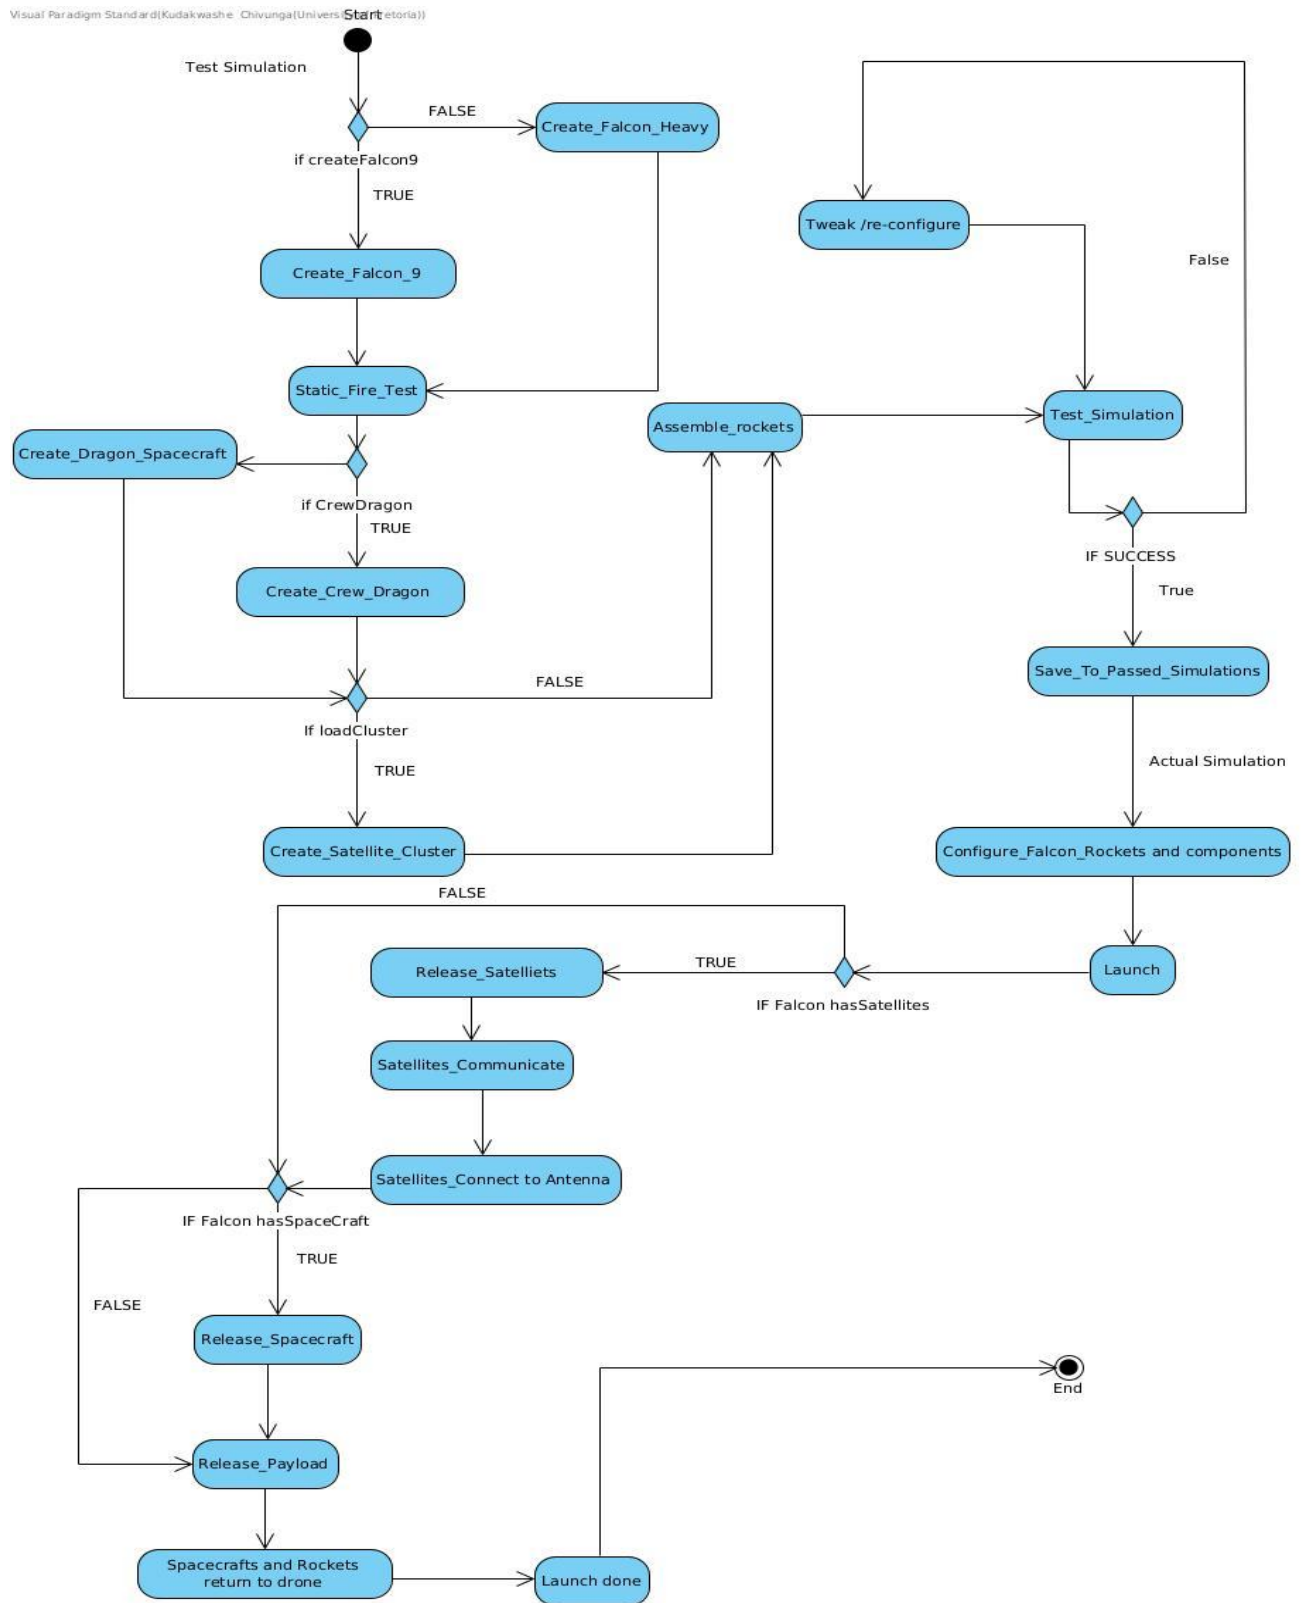 Visual Paradigm Standard(Kudakwashe Chivunga(University of Pretoria))
Start
Test Simulation
FALSE
Create_Falcon_Heavy
if createFalcon9
TRUE
Create_Falcon_9
Tweak /re-configure
False
Static_Fire_Test
Assemble_rockets
Test_Simulation
Create_Dragon_Spacecraft
if CrewDragon
TRUE
IF SUCCESS
True
Create_Crew_Dragon
FALSE
Save_To_Passed_Simulations
If loadCluster
TRUE
Actual Simulation
Create_Satellite_Cluster
Configure_Falcon_Rockets and components
FALSE
Release_Satelliets
TRUE
Launch
IF Falcon hasSatellites
Satellites_Communicate
Satellites_Connect to Antenna
IF Falcon hasSpaceCraft
TRUE
FALSE
Release_Spacecraft
End
Release_Payload
Spacecrafts and Rockets
return to drone
Launch done